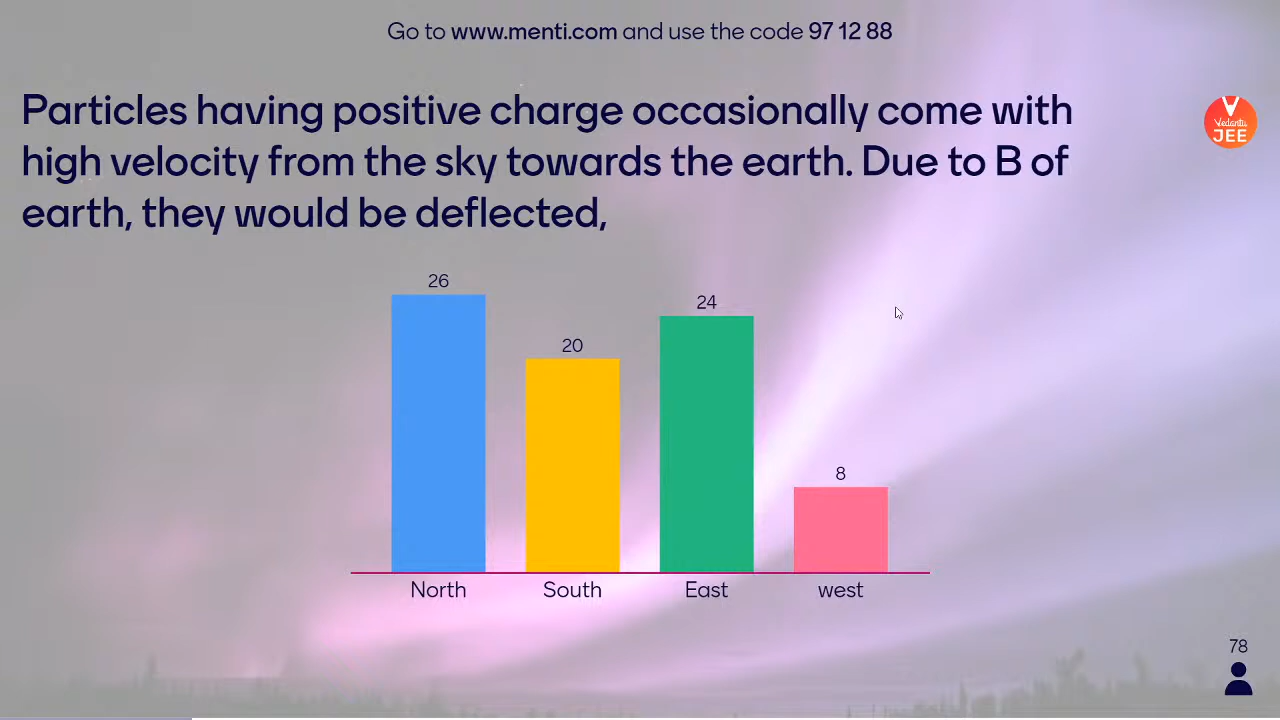 Go to www.menti.com and use the code 97 12 88
Particles having positive charge occasionally come with
high velocity from the sky towards the earth. Due to B of
earth, they would be deflected,
Vedantu
JEE
26
20
24
8
North
South
East
west
78